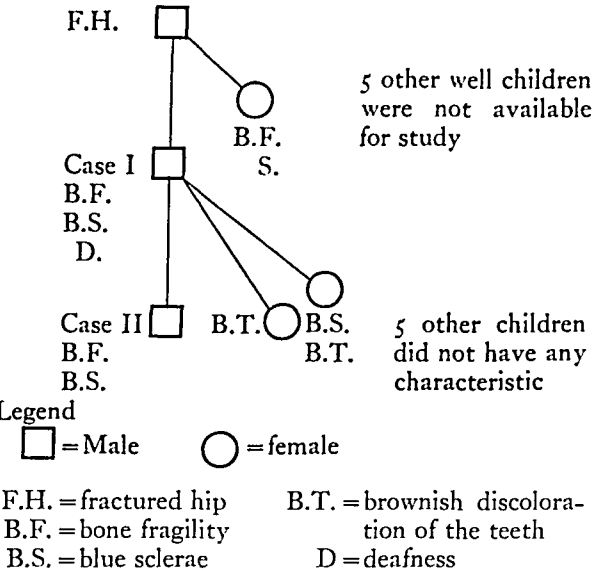 F.H.
5 other well children
were not available
for study
B.F.
S.
Case I
B.F.
B.S.
D.
Case II
B.F.
B.S.
B.T.
B.S.
B.T.
5 other children
did not have any
characteristic
Legend
=Male
=female
F.H. =fractured hip
B.F. =bone fragility
B.S. =blue sclerae
B.T. =brownish discolora-
tion of the teeth
D=deafness